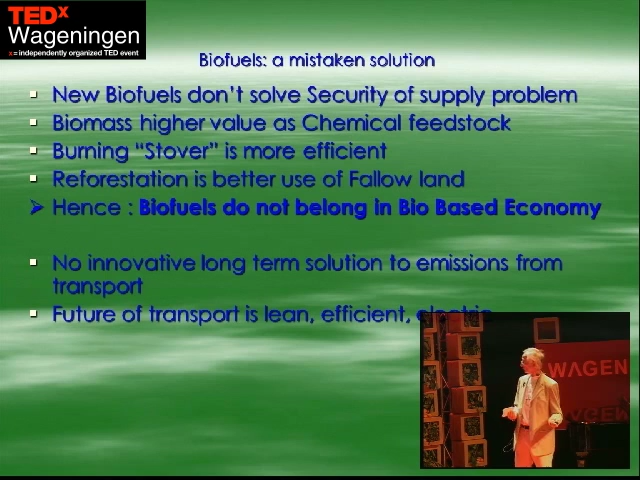 TEDx
Wageningen
x = independently organized TED event
Biofuels: a mistaken solution
New Biofuels don't solve Security of supply problem
Biomass higher value as Chemical feedstock
Burning "Stover" is more efficient
Reforestation is better use of Fallow land
Hence : Biofuels do not belong in Bio Based Economy
No innovative long term solution to emissions from
transport
Future of transport is lean, efficient, electric
WAGEN